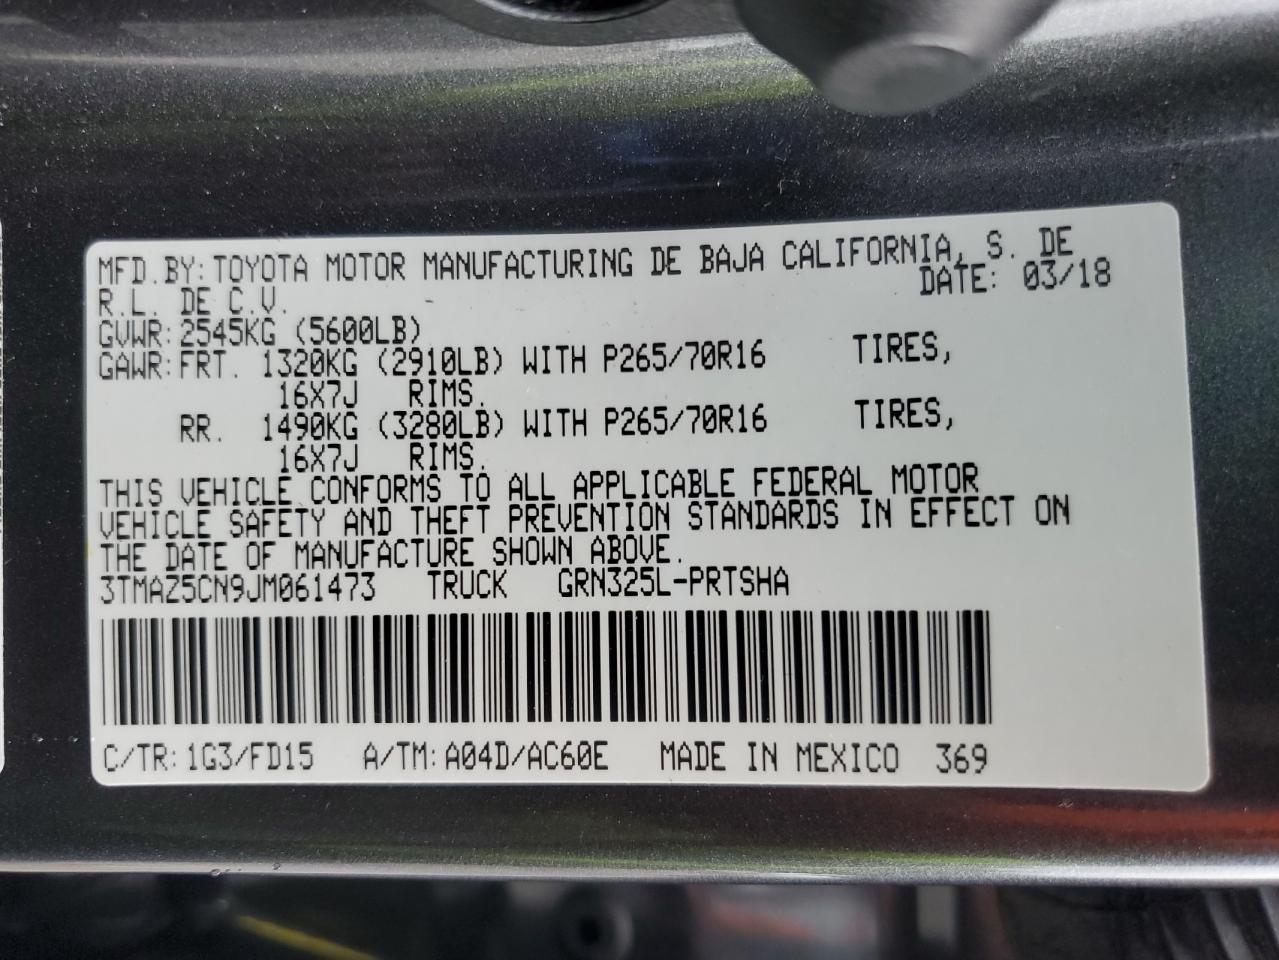 MFD.BY:TOYOTA MOTOR MANUFACTURING DE BAJA CALIFORNIA, S. DE
R.L. DE C.V. DATE: 03/18
GVWR:2545KG (5600LB)
GAWR:FRT. 1320KG (2910LB) WITH P265/70R16 TIRES,
16X7J RIMS.
RR. 1490KG (3280LB) WITH P265/70R16 TIRES,
16X7J RIMS.
THIS VEHICLE CONFORMS TO ALL APPLICABLE FEDERAL MOTOR
VEHICLE SAFETY AND THEFT PREVENTION STANDARDS IN EFFECT ON
THE DATE OF MANUFACTURE SHOWN ABOVE.
3TMAZ5CN9JM061473 TRUCK GRN325L-PRTSHA
C/TR:1G3/FD15 A/TM:A04D/AC60E MADE IN MEXICO 369